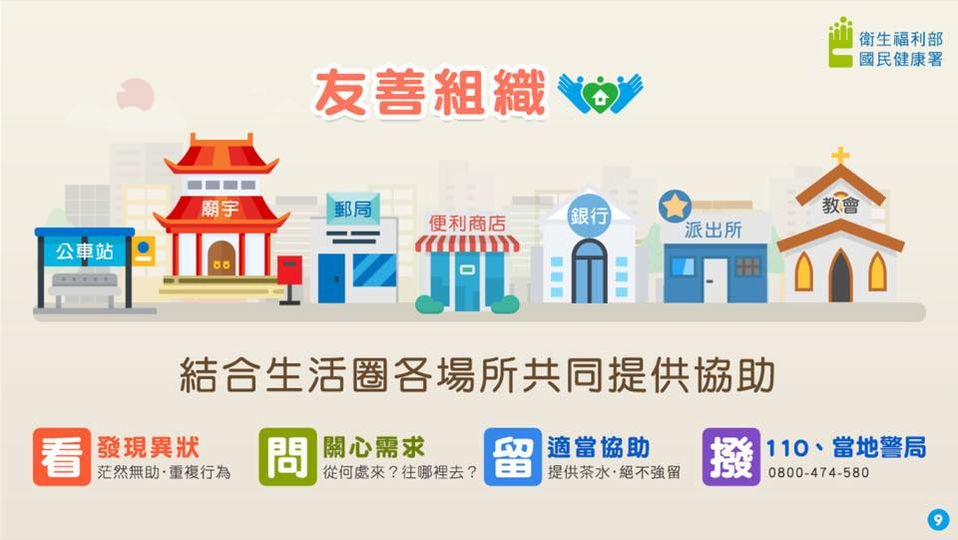 衛生福利部
國民健康署
友善組織
公車站
廟宇
郵局
便利商店
銀行
派出所
教會
結合生活圈各場所共同提供協助
看 發現異狀
茫然無助·重複行為
問 關心需求
從何處來？往哪裡去？
留 適當協助
提供茶水·絕不強留
撥 110、當地警局
0800-474-580
9